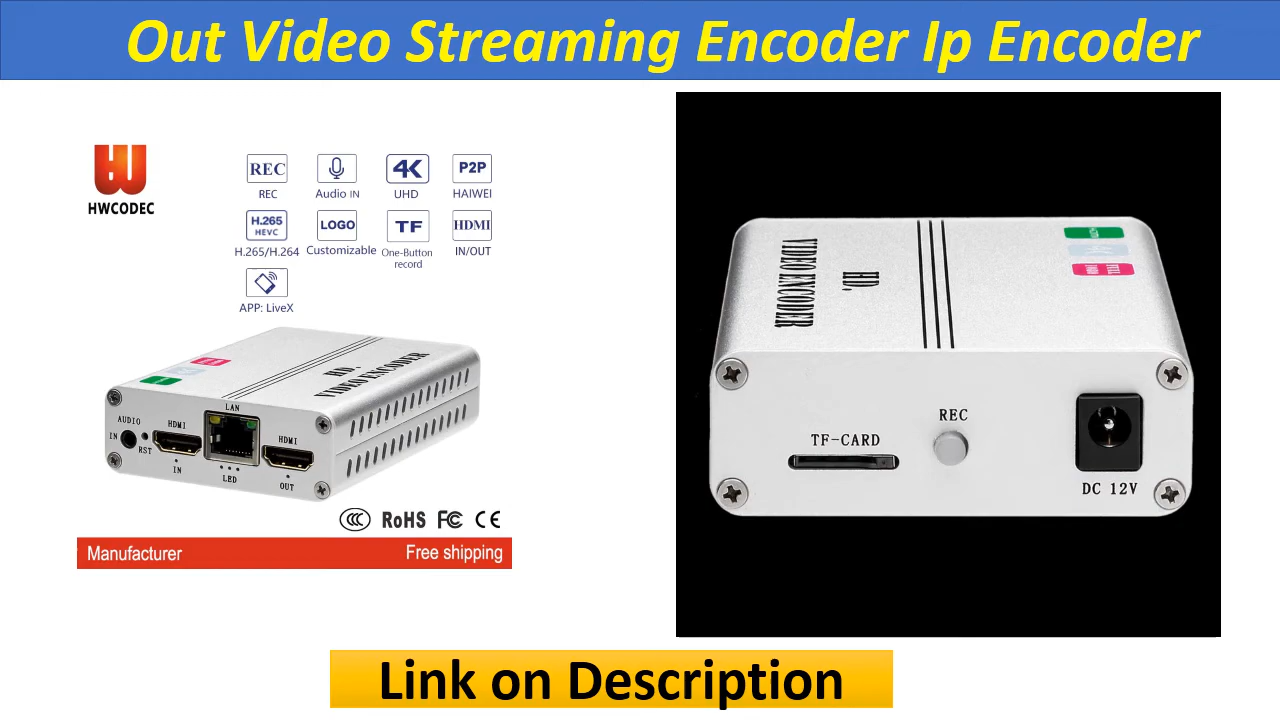 Out Video Streaming Encoder Ip Encoder
HWCODEC
REC
REC
Audio IN
4K
UHD
P2P
HAIWEI
H.265
HEVC
H.265/H.264
LOGO
Customizable
TF
One-Button
record
HDMI
IN/OUT
APP: LiveX
HD.
VIDEO ENCODER
AUDIO
IN
RST
HDMI
IN
LAN
LED
HDMI
OUT
RoHS FC CE
Manufacturer
Free shipping
HD.
VIDEO ENCODER
TF-CARD
REC
DC 12V
Link on Description